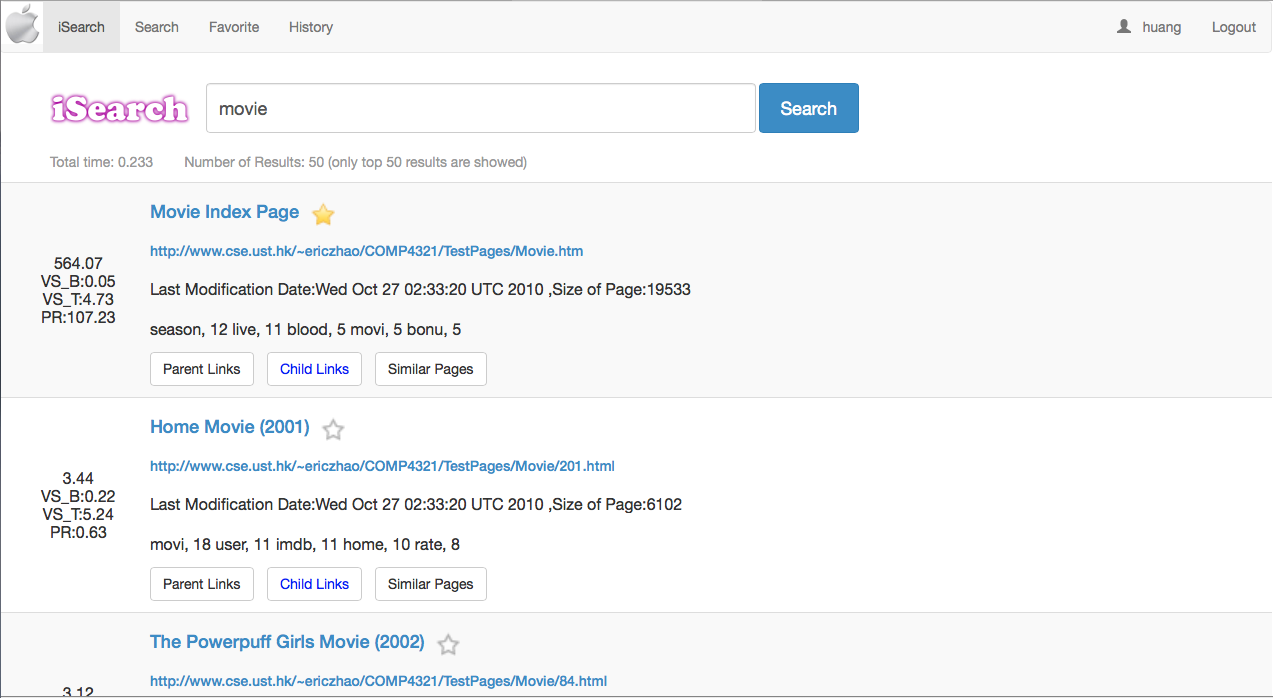 iSearch Search Favorite History huang Logout
iSearch movie Search
Total time: 0.233 Number of Results: 50 (only top 50 results are showed)
Movie Index Page
http://www.cse.ust.hk/~ericzhao/COMP4321/TestPages/Movie.htm
564.07
VS_B:0.05
VS_T:4.73
PR:107.23
Last Modification Date:Wed Oct 27 02:33:20 UTC 2010 ,Size of Page:19533
season, 12 live, 11 blood, 5 movi, 5 bonu, 5
Parent Links Child Links Similar Pages
Home Movie (2001)
http://www.cse.ust.hk/~ericzhao/COMP4321/TestPages/Movie/201.html
3.44
VS_B:0.22
VS_T:5.24
PR:0.63
Last Modification Date:Wed Oct 27 02:33:20 UTC 2010 ,Size of Page:6102
movi, 18 user, 11 imdb, 11 home, 10 rate, 8
Parent Links Child Links Similar Pages
The Powerpuff Girls Movie (2002)
http://www.cse.ust.hk/~ericzhao/COMP4321/TestPages/Movie/84.html
3.12